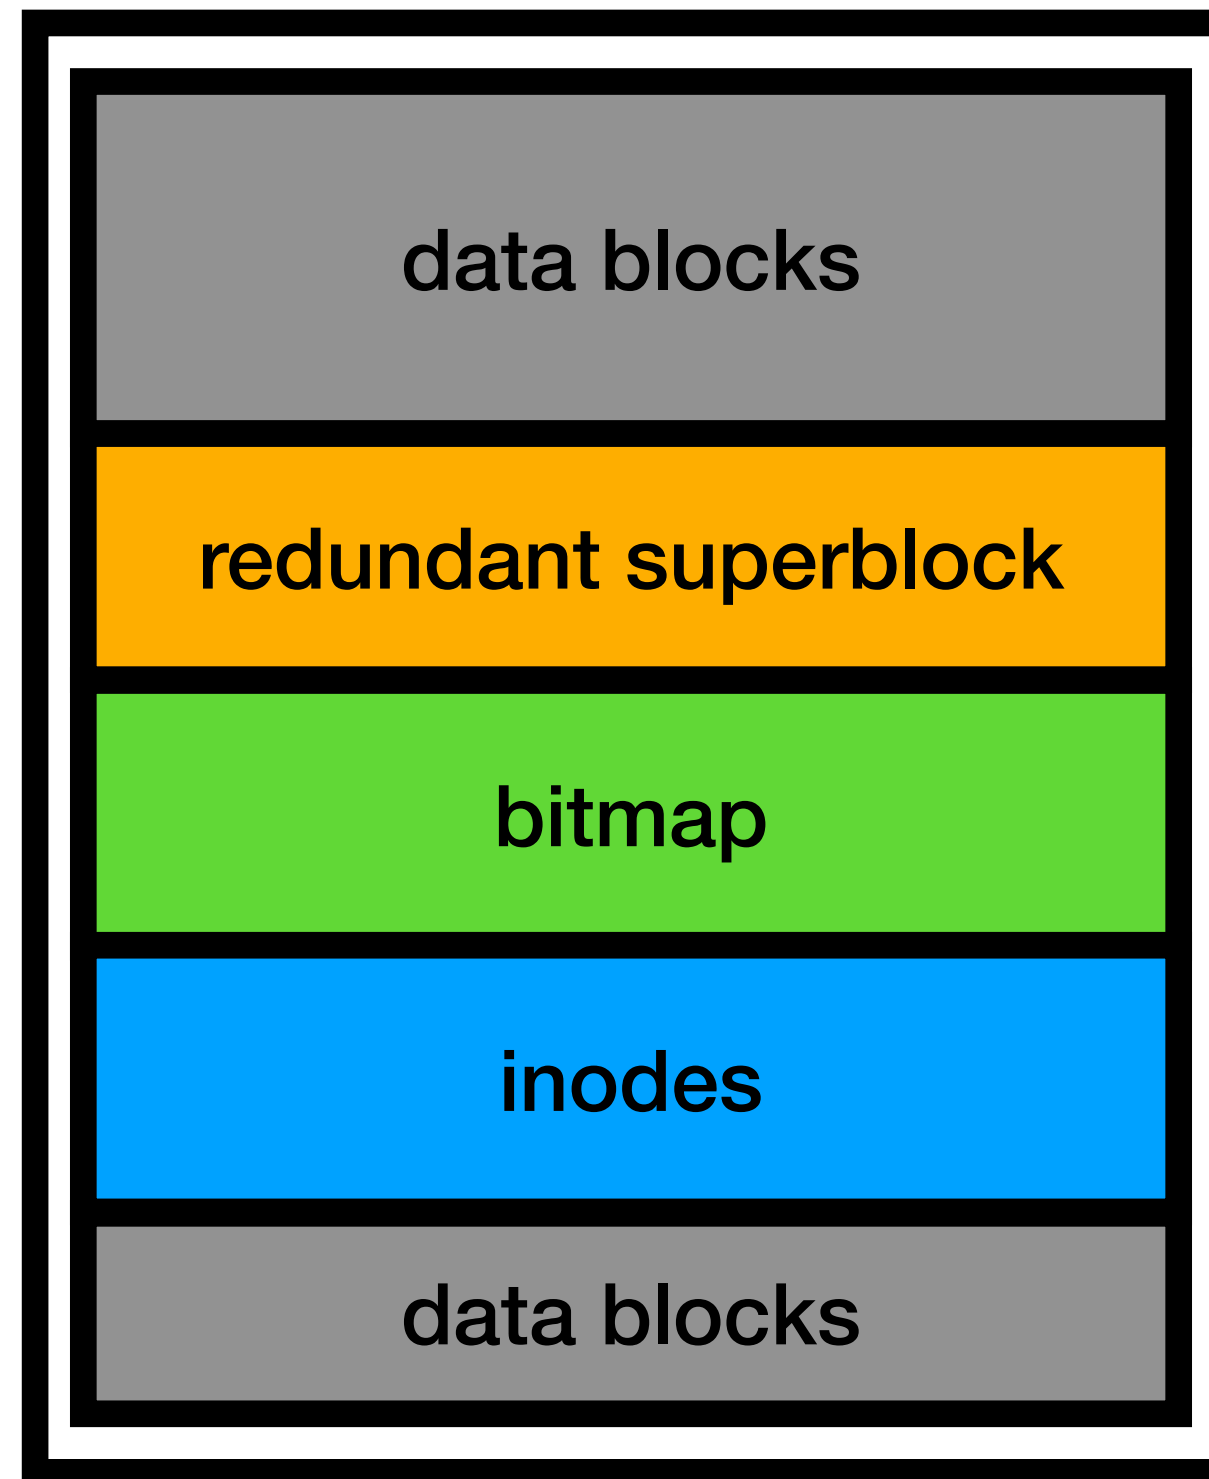 data blocks
redundant superblock
bitmap
inodes
data blocks